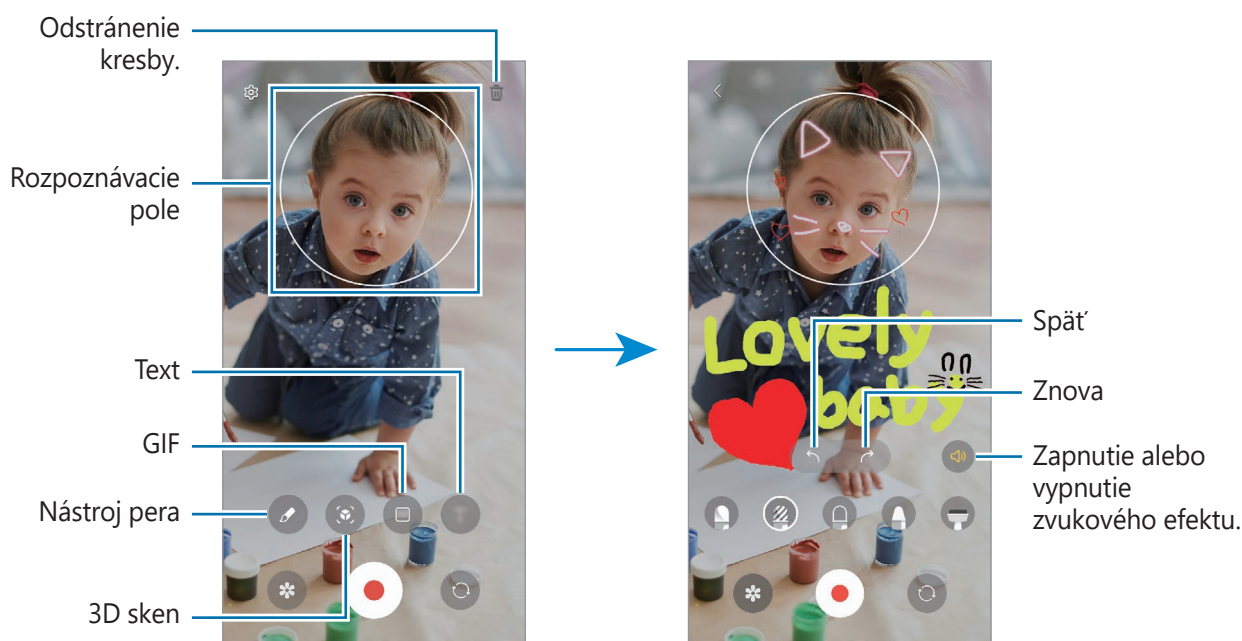 Odstránenie
kresby.
Rozpoznávacie
pole
Text
GIF
Nástroj pera
3D sken
Lovely
baby
Späť
Znova
Zapnutie alebo
vypnutie
zvukového efektu.